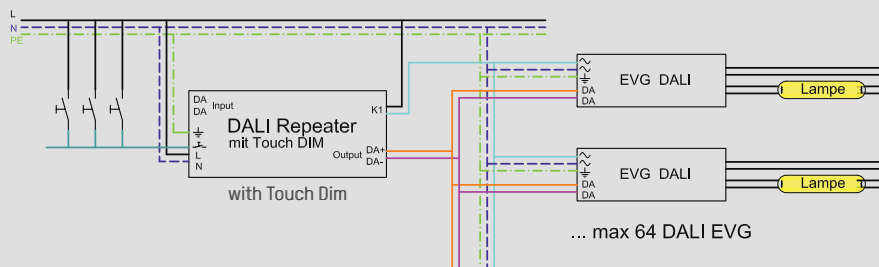 L
N
PE
DA
DA Input
K1
DALI Repeater
mit Touch DIM
L
N
Output DA+
DA-
with Touch Dim
EVG DALI
DA
DA
Lampe
EVG DALI
DA
DA
Lampe
... max 64 DALI EVG